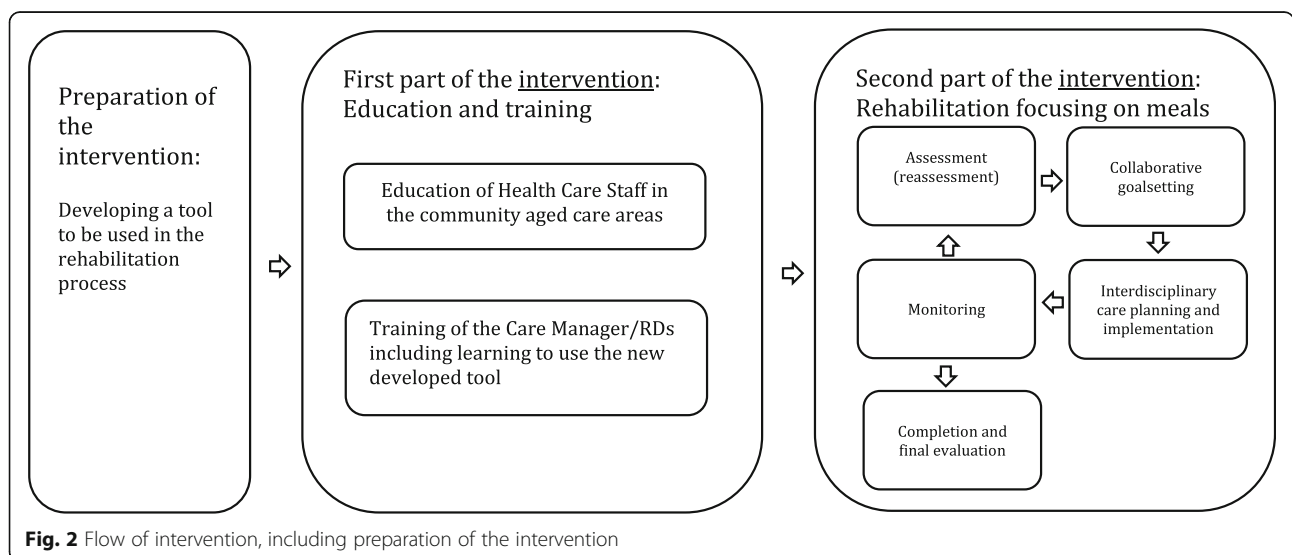 Preparation of
the
intervention:
Developing a tool
to be used in the
rehabilitation
process
First part of the intervention:
Education and training
Education of Health Care Staff in
the community aged care areas
Training of the Care Manager/RDs
including learning to use the new
developed tool
Second part of the intervention:
Rehabilitation focusing on meals
Assessment
(reassessment)
Collaborative
goalsetting
Interdisciplinary
care planning and
implementation
Monitoring
Completion and
final evaluation
Fig. 2 Flow of intervention, including preparation of the intervention